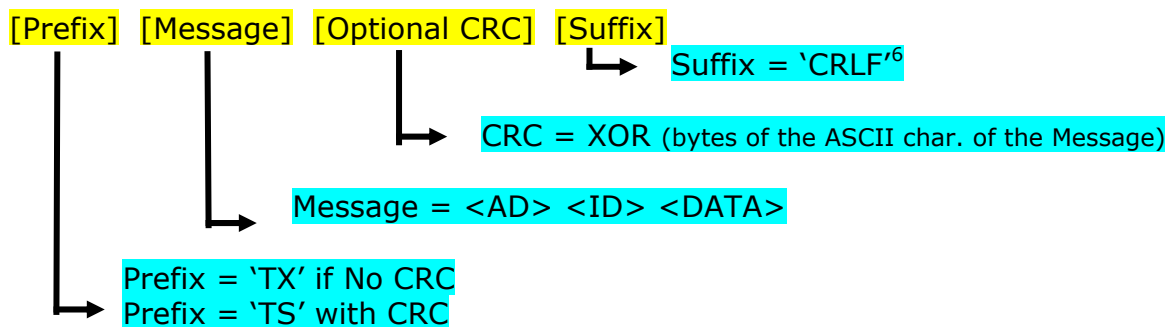 [Prefix] [Message] [Optional CRC] [Suffix]
Suffix = ‘CRLF’⁶
CRC = XOR (bytes of the ASCII char. of the Message)
Message = <AD> <ID> <DATA>
Prefix = ‘TX’ if No CRC
Prefix = ‘TS’ with CRC